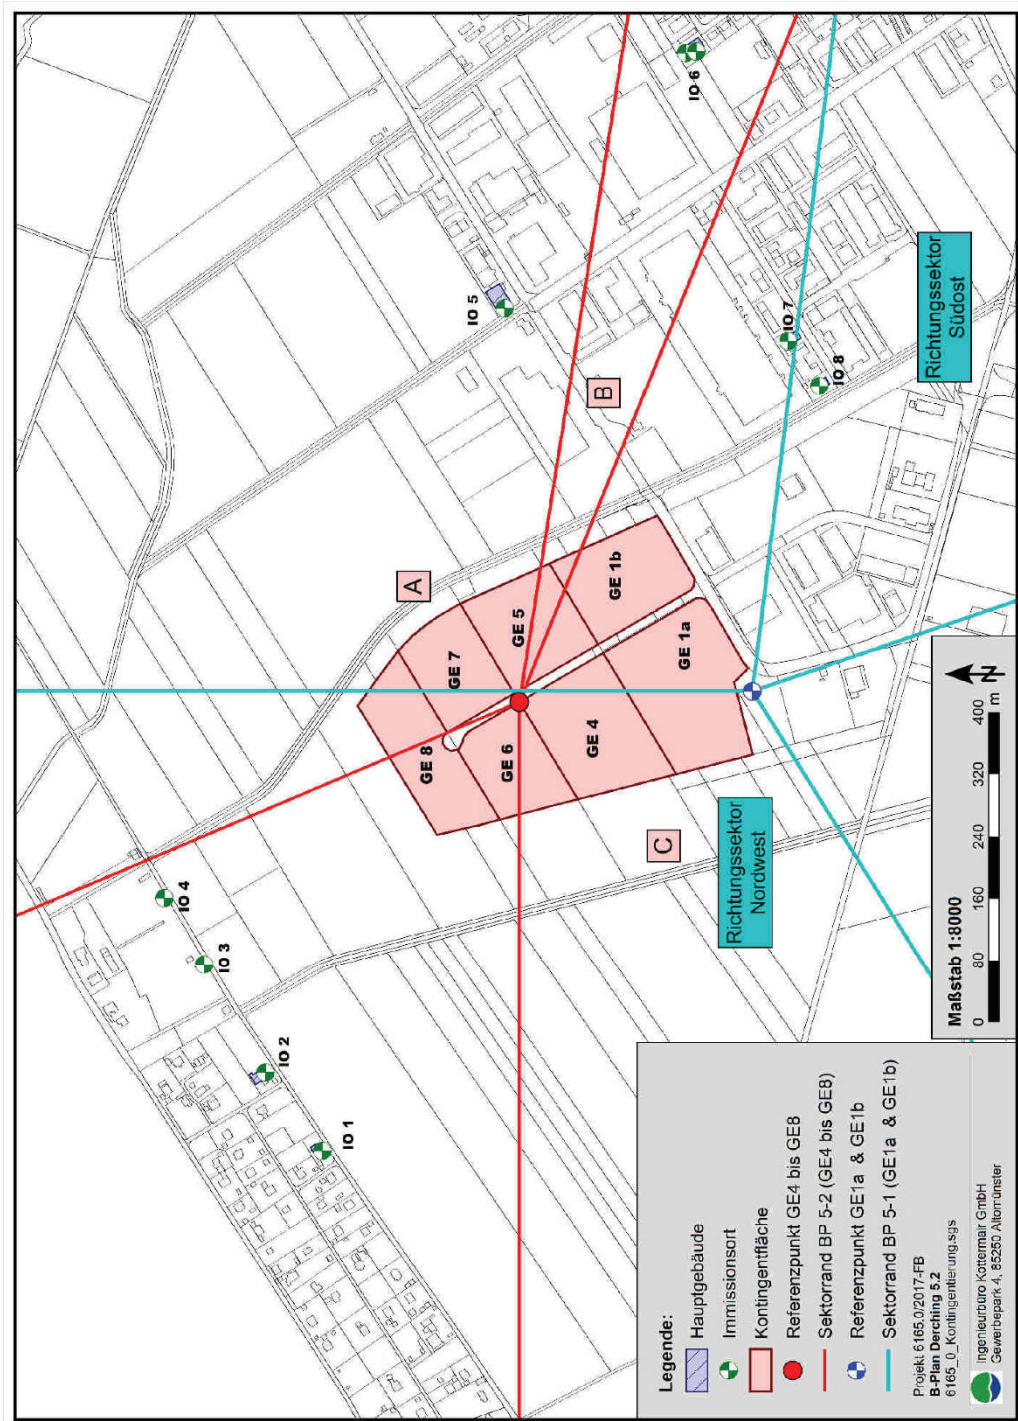 IO 1
IO 2
IO 3
IO 4
IO 5
IO 6
IO 7
IO 8
A
B
C
GE 8
GE 7
GE 6
GE 5
GE 4
GE 1a
GE 1b
Richtungssektor
Nordwest
Richtungssektor
Südost
Legende:
Hauptgebäude
Immissionsort
Kontingentfläche
Referenzpunkt GE4 bis GE8
Sektorrand BP 5-2 (GE4 bis GE8)
Referenzpunkt GE1a & GE1b
Sektorrand BP 5-1 (GE1a & GE1b)
Projekt 6165.0/2017-FB
B-Plan Derching 5.2
6165_0_Kontingentierung.sgs
Ingenieurbüro Kottermair GmbH
Gewerbepark 4, 85250 Altomünster
Maßstab 1:8000
0 80 160 240 320 400
m
N